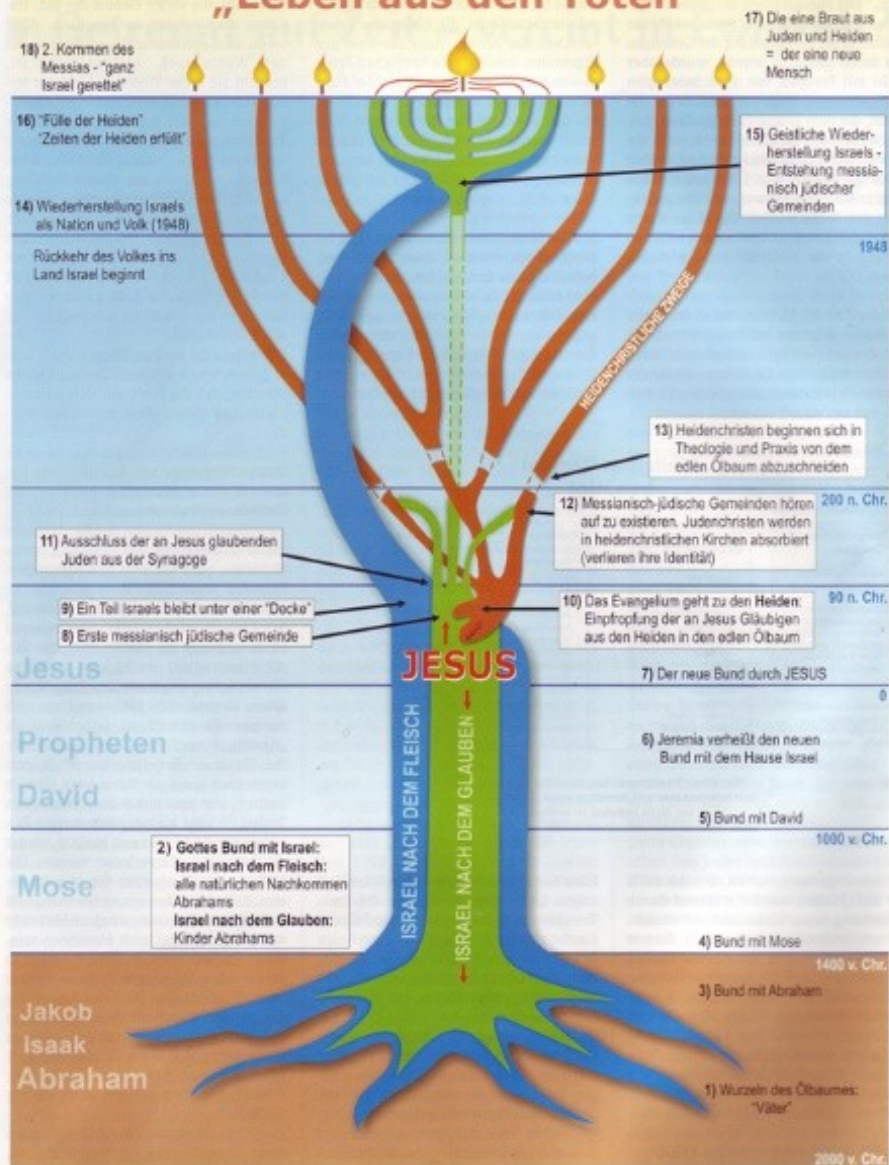 „Leben aus den Toten"
17) Die eine Braut aus
Juden und Heiden
= der eine neue
Mensch
18) 2. Kommen des
Messias - "ganz
Israel gerettet"
16) "Fülle der Heiden"
"Zeiten der Heiden erfüllt"
15) Geistliche Wieder-
herstellung Israels -
Entstehung messia-
nisch jüdischer
Gemeinden
14) Wiederherstellung Israels
als Nation und Volk (1948)
1948
Rückkehr des Volkes ins
Land Israel beginnt
HEIDENCHRISTLICHE ZWEIGE
13) Heidenchristen beginnen sich in
Theologie und Praxis von dem
edlen Ölbaum abzuschneiden
200 n. Chr.
12) Messianisch-jüdische Gemeinden hören
auf zu existieren. Judenchristen werden
in heidenchristlichen Kirchen absorbiert
(verlieren ihre Identität)
11) Ausschluss der an Jesus glaubenden
Juden aus der Synagoge
90 n. Chr.
9) Ein Teil Israels bleibt unter einer "Decke"
10) Das Evangelium geht zu den Heiden:
Einpfropfung der an Jesus Gläubigen
aus den Heiden in den edlen Ölbaum
8) Erste messianisch jüdische Gemeinde
JESUS
Jesus
7) Der neue Bund durch JESUS
0
Propheten
6) Jeremia verheißt den neuen
Bund mit dem Hause Israel
David
5) Bund mit David
ISRAEL NACH DEM FLEISCH
ISRAEL NACH DEM GLAUBEN
1000 v. Chr.
2) Gottes Bund mit Israel:
Israel nach dem Fleisch:
alle natürlichen Nachkommen
Abrahams
Israel nach dem Glauben:
Kinder Abrahams
Mose
4) Bund mit Mose
1400 v. Chr.
3) Bund mit Abraham
Jakob
Isaak
Abraham
1) Wurzeln des Ölbaumes:
"Väter"
2000 v. Chr.